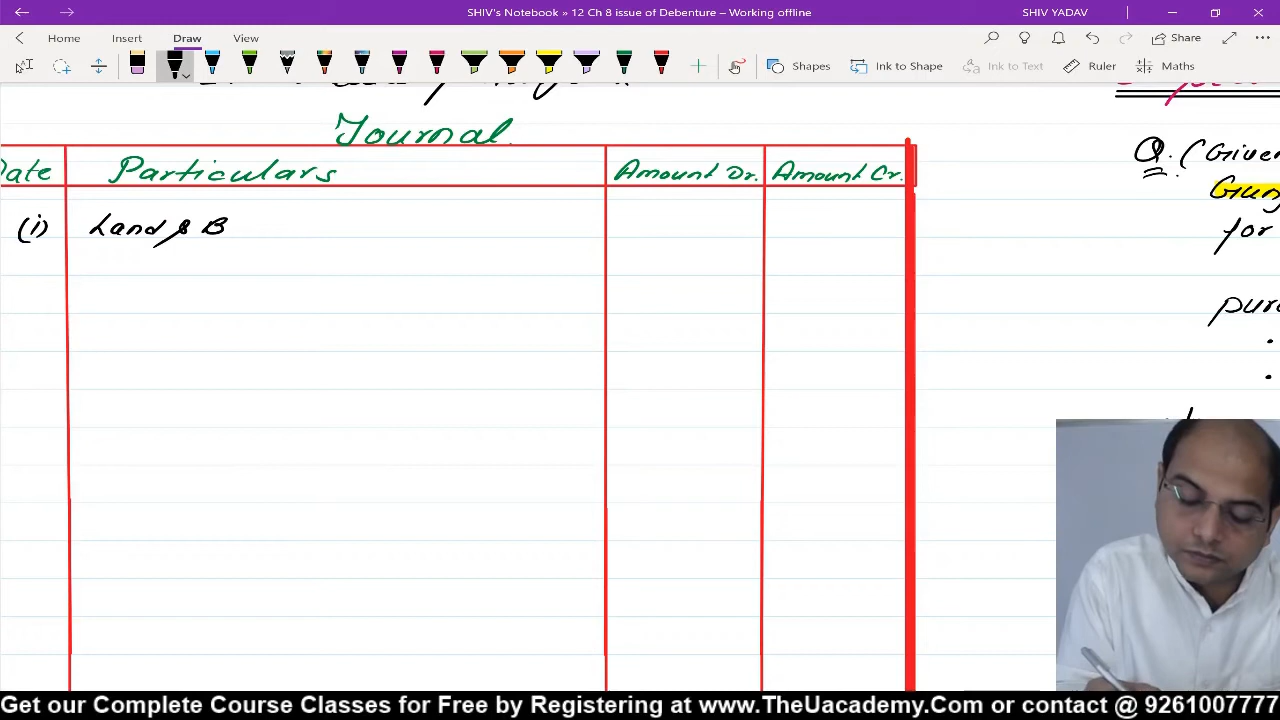 SHIV's Notebook » 12 Ch 8 issue of Debenture – Working offline
SHIV YADAV
Home Insert Draw View
Share
Shapes Ink to Shape Ink to Text Ruler Maths
Journal
Date Particulars Amount Dr. Amount Cr.
(i) Land & B
Q. (Given
for
Get our Complete Course Classes for Free by Registering at www.TheUacademy.Com or contact @ 9261007777